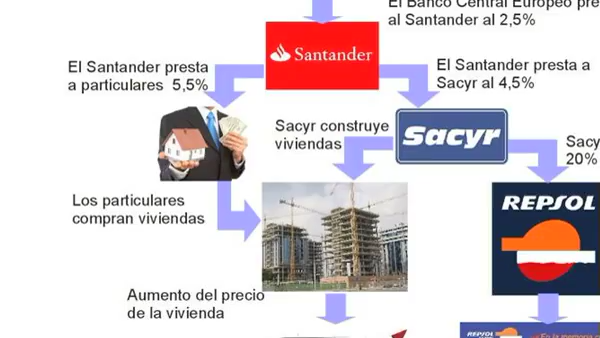 El Banco Central Europeo
al Santander al 2,5%
Santander
El Santander presta
a particulares 5,5%
El Santander presta a
Sacyr al 4,5%
Sacyr construye
viviendas
Sacyr
Sacy
20%
Los particulares
compran viviendas
REPSOL
Aumento del precio
de la vivienda
REPSOL